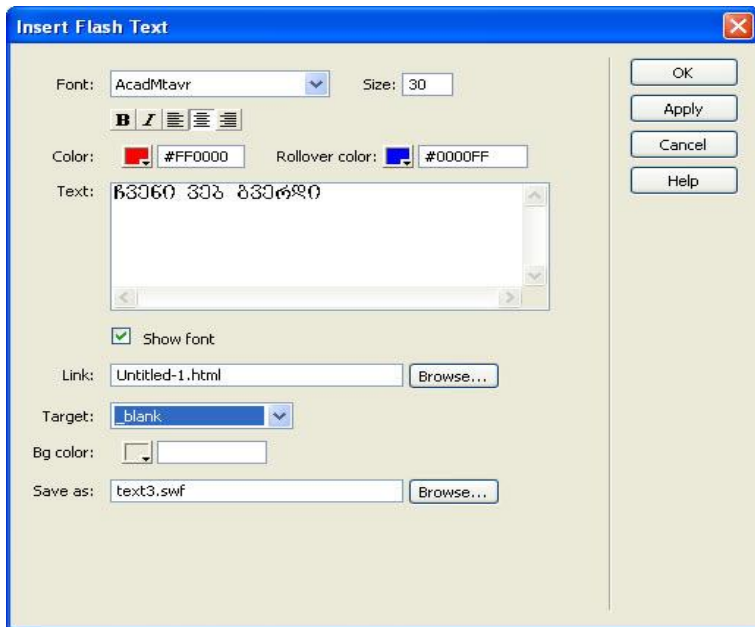 Insert Flash Text
Font: AcadMtavr Size: 30
B I
Color: #FF0000 Rollover color: #0000FF
Text: ჩვენი ვებ გვერდი
Show font
Link: Untitled-1.html Browse...
Target: _blank
Bg color:
Save as: text3.swf Browse...
OK
Apply
Cancel
Help